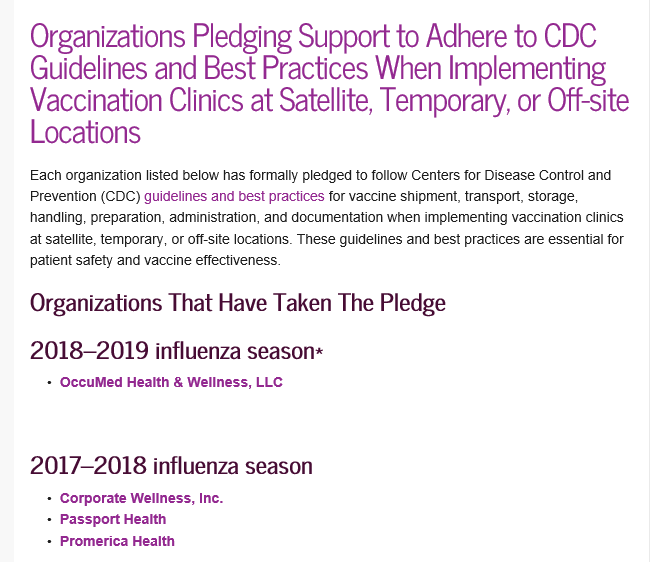 Organizations Pledging Support to Adhere to CDC
Guidelines and Best Practices When Implementing
Vaccination Clinics at Satellite, Temporary, or Off-site
Locations
Each organization listed below has formally pledged to follow Centers for Disease Control and
Prevention (CDC) guidelines and best practices for vaccine shipment, transport, storage,
handling, preparation, administration, and documentation when implementing vaccination clinics
at satellite, temporary, or off-site locations. These guidelines and best practices are essential for
patient safety and vaccine effectiveness.
Organizations That Have Taken The Pledge
2018–2019 influenza season*
• OccuMed Health & Wellness, LLC
2017–2018 influenza season
• Corporate Wellness, Inc.
• Passport Health
• Promerica Health